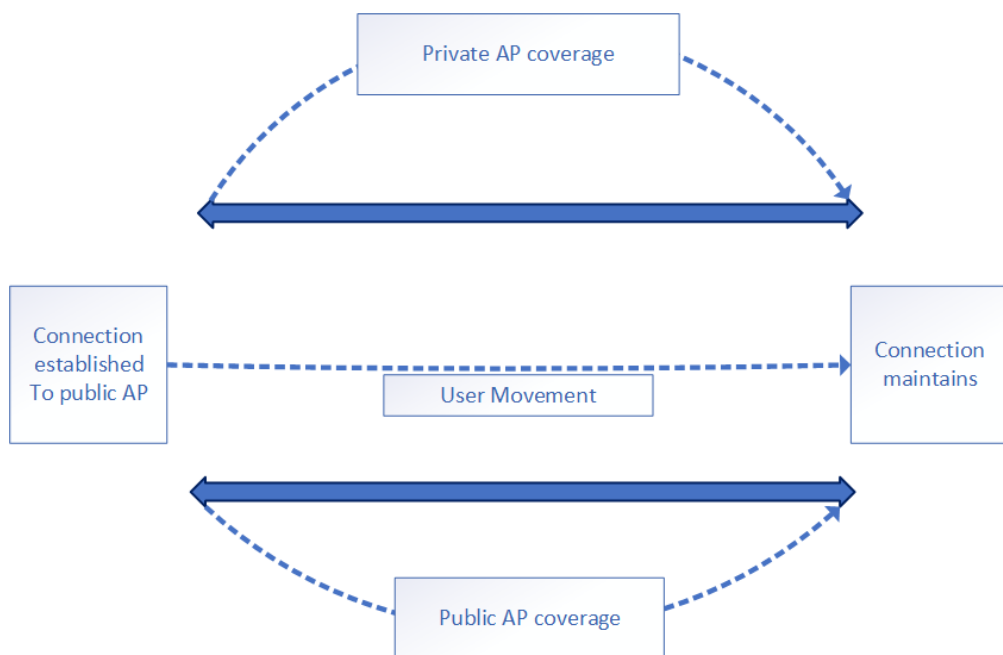 Private AP coverage
Connection
established
To public AP
User Movement
Connection
maintains
Public AP coverage